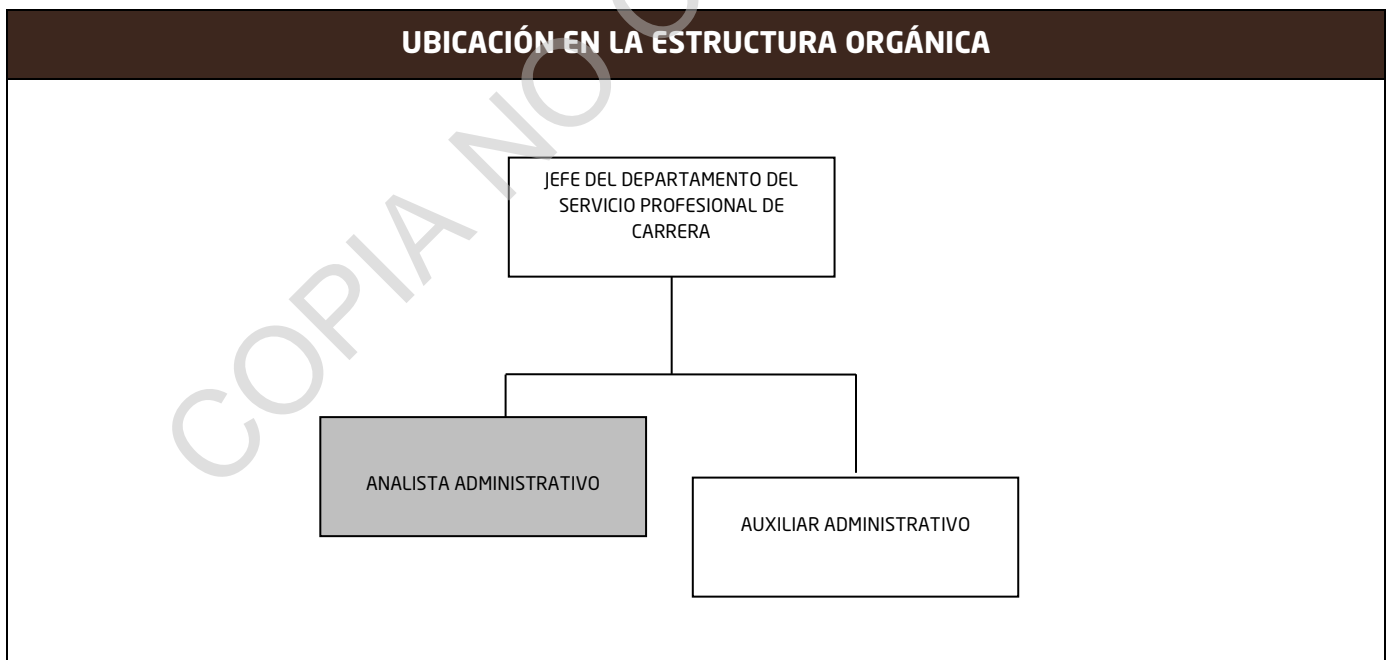 UBICACIÓN EN LA ESTRUCTURA ORGÁNICA
JEFE DEL DEPARTAMENTO DEL
SERVICIO PROFESIONAL DE
CARRERA
ANALISTA ADMINISTRATIVO
AUXILIAR ADMINISTRATIVO
COPIA NO